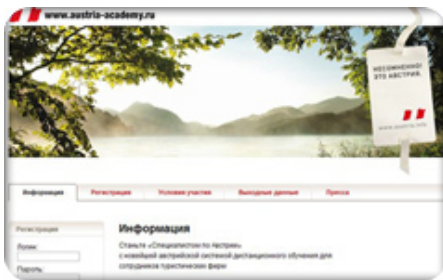 www.austria-academy.ru
НЕСОМНЕННО!
ЭТО АВСТРИЯ.
www.austria.info
Информация Регистрация Условия участия Выходные данные Пресса
Регистрация
Логин:
Пароль:
Информация
Станьте «Специалистом по Австрии»
с новейшей австрийской системой дистанционного обучения для
сотрудников туристических фирм